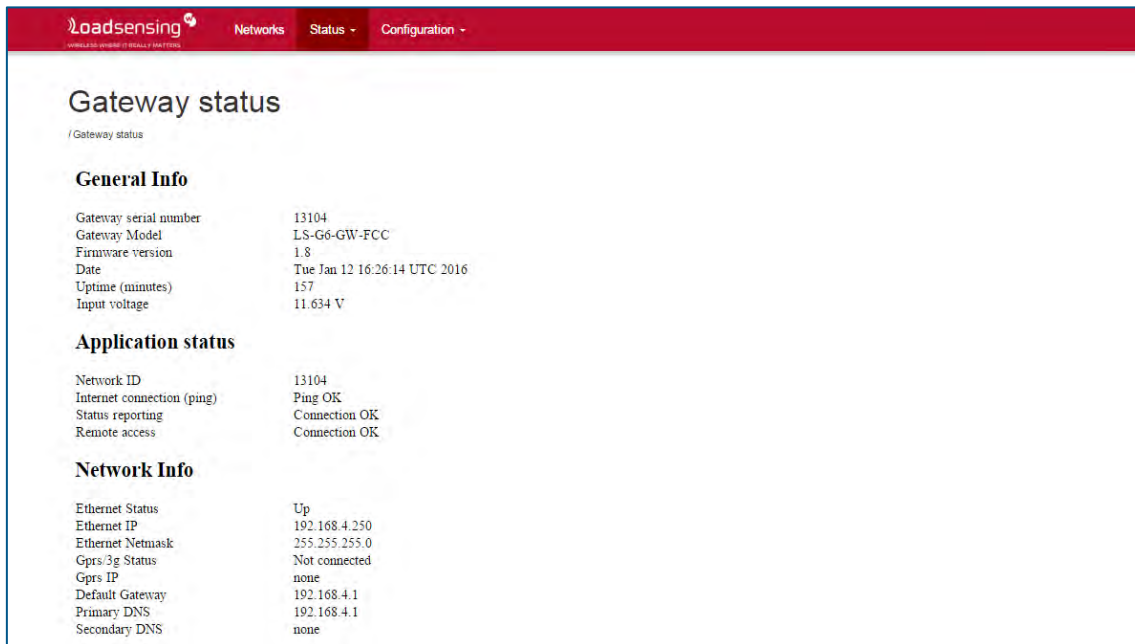 Loadsensing
WIRELESS WHERE IT REALLY MATTERS
Networks Status Configuration
Gateway status
/ Gateway status
General Info
Gateway serial number 13104
Gateway Model LS-G6-GW-FCC
Firmware version 1.8
Date Tue Jan 12 16:26:14 UTC 2016
Uptime (minutes) 157
Input voltage 11.634 V
Application status
Network ID 13104
Internet connection (ping) Ping OK
Status reporting Connection OK
Remote access Connection OK
Network Info
Ethernet Status Up
Ethernet IP 192.168.4.250
Ethernet Netmask 255.255.255.0
Gprs/3g Status Not connected
Gprs IP none
Default Gateway 192.168.4.1
Primary DNS 192.168.4.1
Secondary DNS none